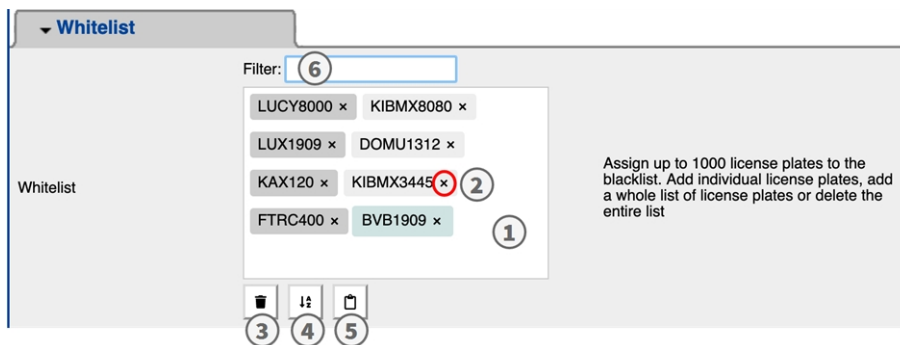 Whitelist
Filter: 6
LUCY8000 × KIBMX8080 ×
LUX1909 × DOMU1312 ×
KAX120 × KIBMX3445 × 2
FTRC400 × BVB1909 ×
1
Whitelist
Assign up to 1000 license plates to the
blacklist. Add individual license plates, add
a whole list of license plates or delete the
entire list
3 4 5